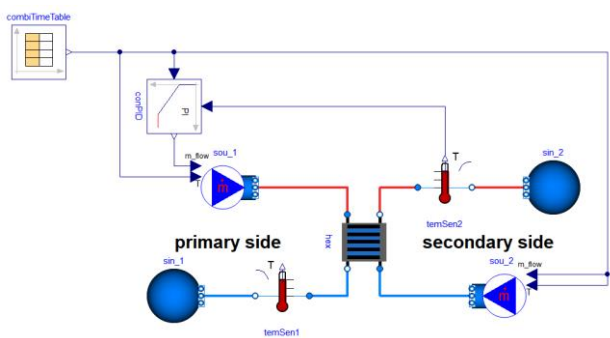 combiTimeTable
conPID
PI
m_flow
sou_1
T
ṁ
T
sin_2
temSen2
primary side
hex
secondary side
sin_1
T
sou_2
m_flow
T
ṁ
temSen1